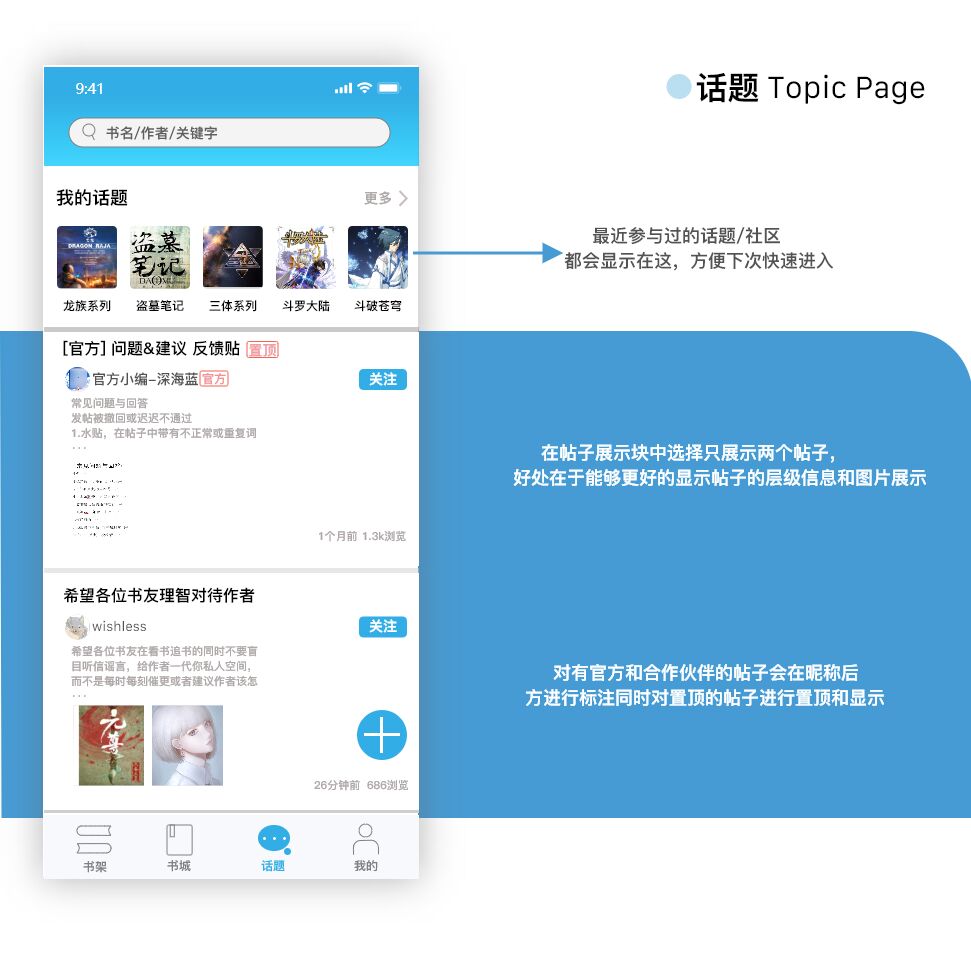 话题 Topic Page
9:41
书名/作者/关键字
我的话题
更多
DRAGON RAJA
盗墓
笔记
龙族系列
盗墓笔记
三体系列
斗罗大陆
斗破苍穹
最近参与过的话题/社区
都会显示在这，方便下次快速进入
[官方] 问题&建议 反馈贴 置顶
官方小编-深海蓝官方
关注
常见问题与回答
发帖被撤回或迟迟不通过
1.水贴，在帖子中带有不正常或重复词
...
1个月前 1.3k浏览
在帖子展示块中选择只展示两个帖子，
好处在于能够更好的显示帖子的层级信息和图片展示
希望各位书友理智对待作者
wishless
关注
希望各位书友在看书追书的同时不要盲
目听信谣言，给作者一代你私人空间，
而不是每时每刻催更或者建议作者该怎
...
元尊
26分钟前 686浏览
对有官方和合作伙伴的帖子会在昵称后
方进行标注同时对置顶的帖子进行置顶和显示
书架
书城
话题
我的